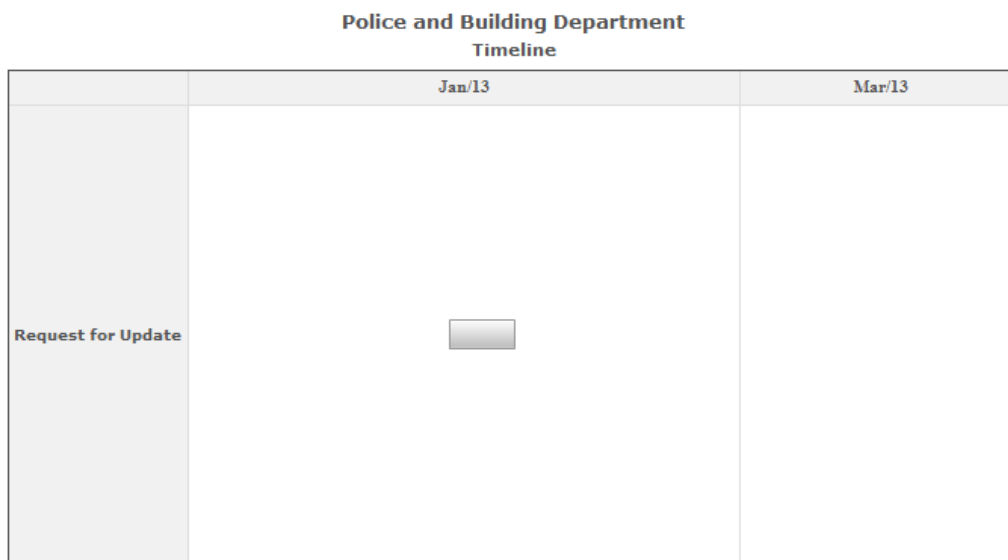 Police and Building Department
Timeline
Jan/13 Mar/13
Request for Update